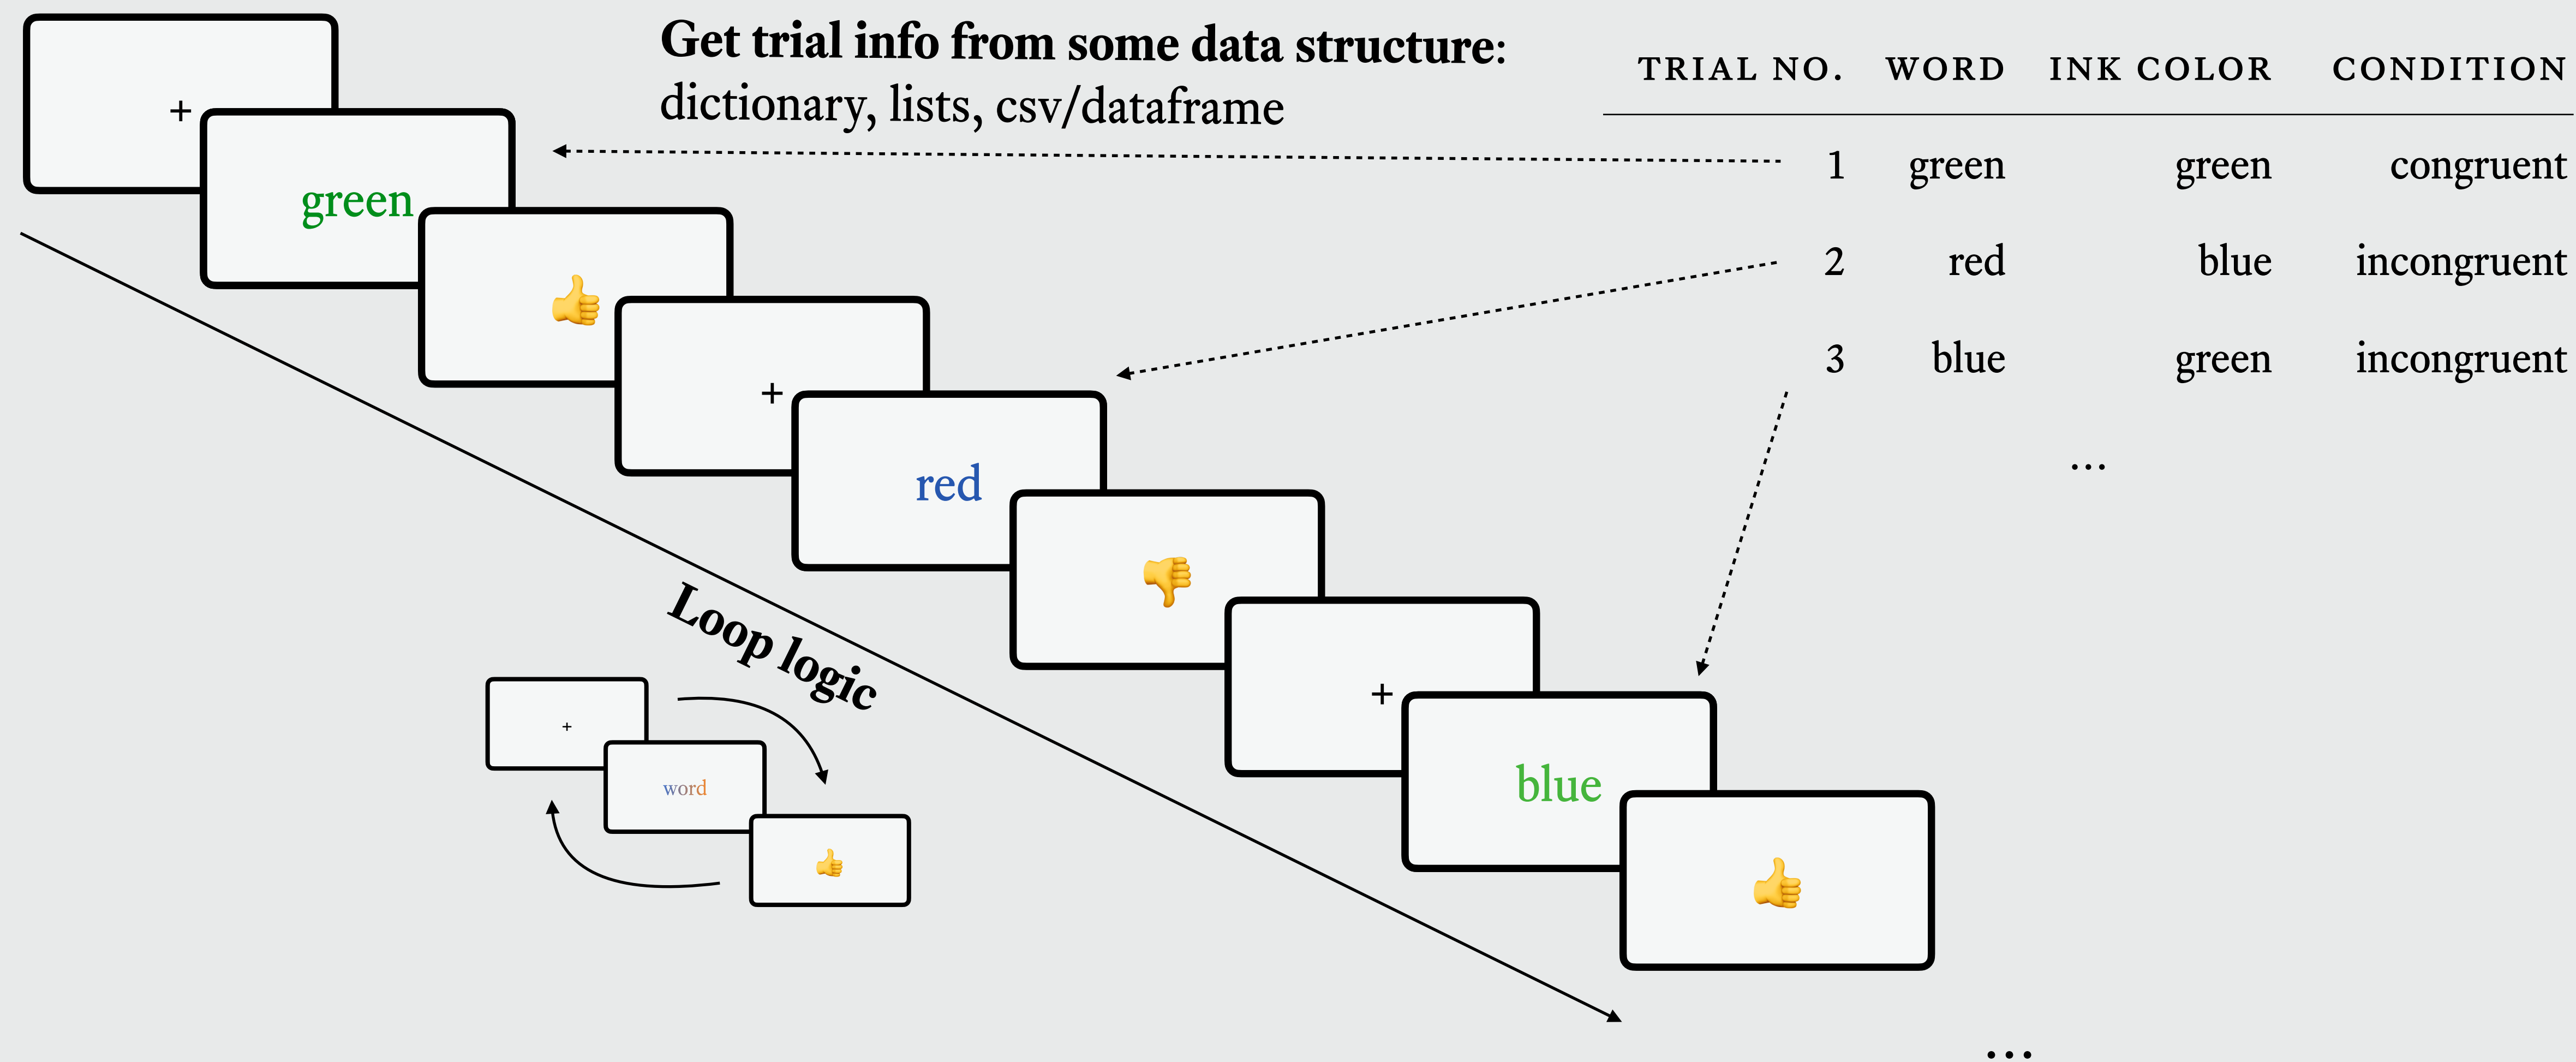 Get trial info from some data structure:
dictionary, lists, csv/dataframe
TRIAL NO. WORD INK COLOR CONDITION
1 green green congruent
2 red blue incongruent
3 blue green incongruent
...
+
green
+
red
+
blue
...
Loop logic
+
word